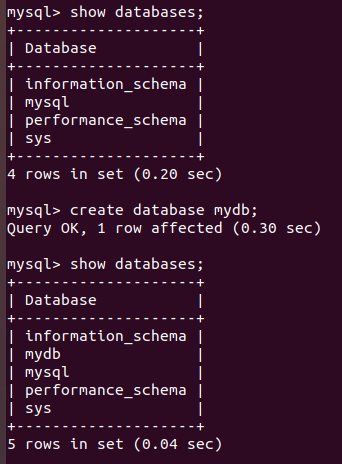 mysql> show databases;
+--------------------+
| Database           |
+--------------------+
| information_schema |
| mysql              |
| performance_schema |
| sys                |
+--------------------+
4 rows in set (0.20 sec)

mysql> create database mydb;
Query OK, 1 row affected (0.30 sec)

mysql> show databases;
+--------------------+
| Database           |
+--------------------+
| information_schema |
| mydb               |
| mysql              |
| performance_schema |
| sys                |
+--------------------+
5 rows in set (0.04 sec)